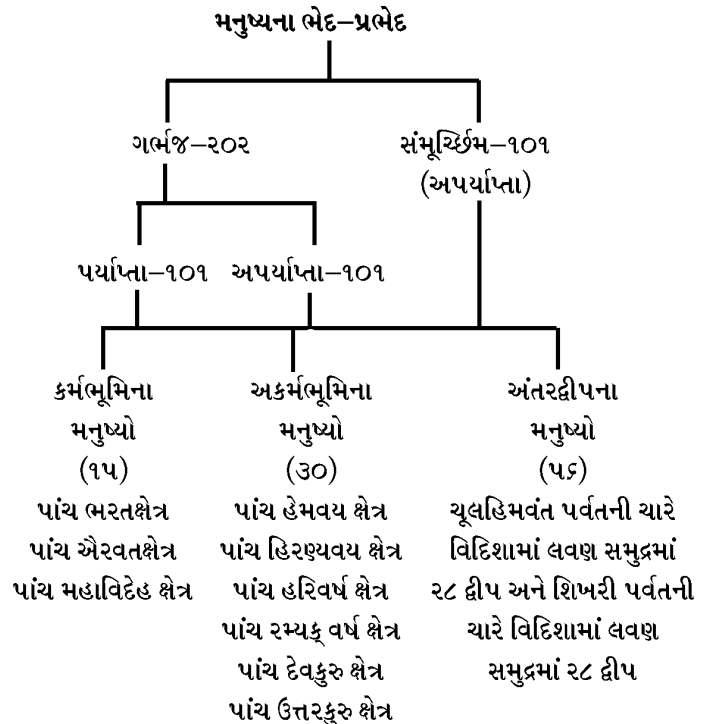 મનુષ્યના ભેદ–પ્રભેદ
ગર્ભજ–૨૦૨
સંમૂર્ચ્છિમ–૧૦૧
(અપર્યાપ્તા)
પર્યાપ્તા–૧૦૧
અપર્યાપ્તા–૧૦૧
કર્મભૂમિના
મનુષ્યો
(૧૫)
પાંચ ભરતક્ષેત્ર
પાંચ ઐરવતક્ષેત્ર
પાંચ મહાવિદેહ ક્ષેત્ર
અકર્મભૂમિના
મનુષ્યો
(૩૦)
પાંચ હેમવય ક્ષેત્ર
પાંચ હિરણ્યવય ક્ષેત્ર
પાંચ હરિવર્ષ ક્ષેત્ર
પાંચ રમ્યક્ વર્ષ ક્ષેત્ર
પાંચ દેવકુરુ ક્ષેત્ર
પાંચ ઉત્તરકુરુ ક્ષેત્ર
અંતરદ્વીપના
મનુષ્યો
(૫૬)
ચૂલહિમવંત પર્વતની ચારે
વિદિશામાં લવણ સમુદ્રમાં
૨૮ દ્વીપ અને શિખરી પર્વતની
ચારે વિદિશામાં લવણ
સમુદ્રમાં ૨૮ દ્વીપ